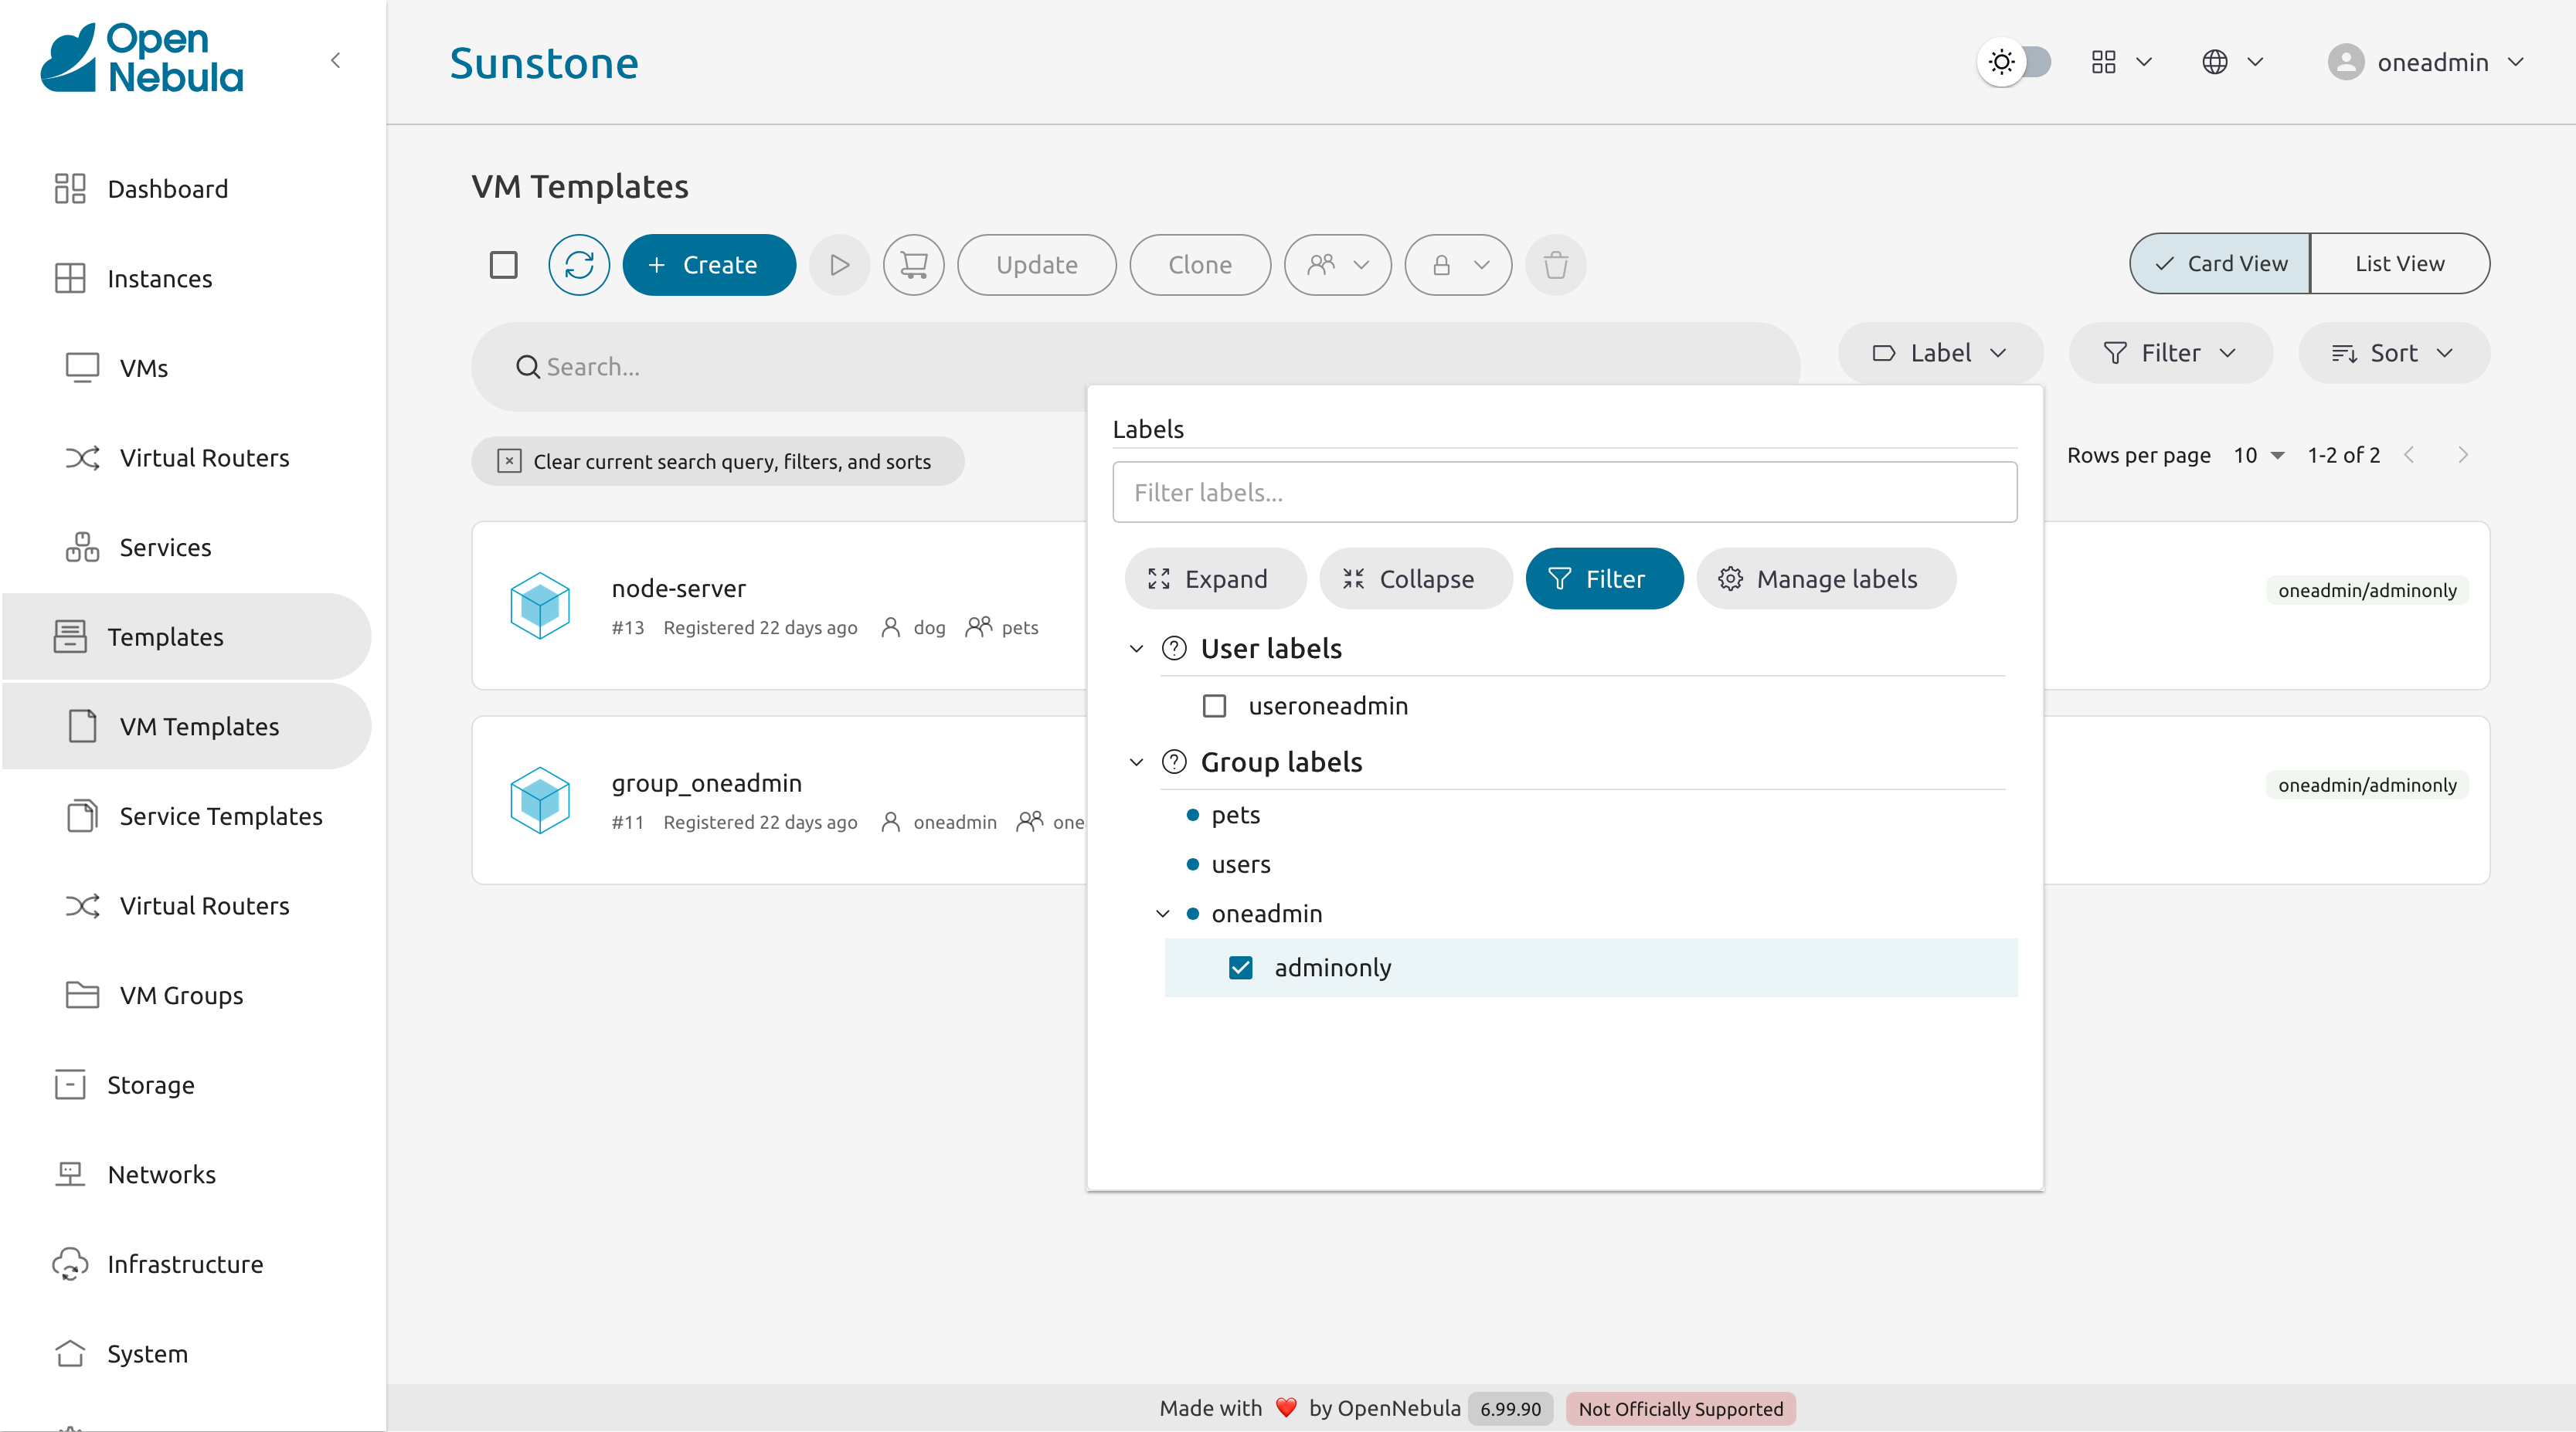 Open
Nebula
Sunstone
oneadmin
Dashboard
Instances
VMs
Virtual Routers
Services
Templates
VM Templates
Service Templates
Virtual Routers
VM Groups
Storage
Networks
Infrastructure
System
VM Templates
+ Create
Update
Clone
Card View
List View
Search...
Label
Filter
Sort
Clear current search query, filters, and sorts
Rows per page 10 1-2 of 2
node-server
#13 Registered 22 days ago dog pets
oneadmin/adminonly
group_oneadmin
#11 Registered 22 days ago oneadmin one
oneadmin/adminonly
Labels
Filter labels...
Expand
Collapse
Filter
Manage labels
User labels
useroneadmin
Group labels
pets
users
oneadmin
adminonly
Made with ❤️ by OpenNebula 6.99.90 Not Officially Supported